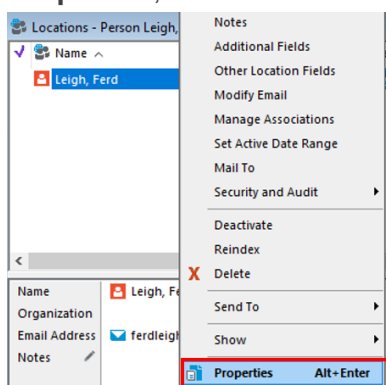 Locations - Person Leigh,
Name
Leigh, Ferd
Notes
Additional Fields
Other Location Fields
Modify Email
Manage Associations
Set Active Date Range
Mail To
Security and Audit
Deactivate
Reindex
X Delete
Send To
Show
Properties Alt+Enter
Name Leigh, Fe
Organization
Email Address ferdleigh
Notes